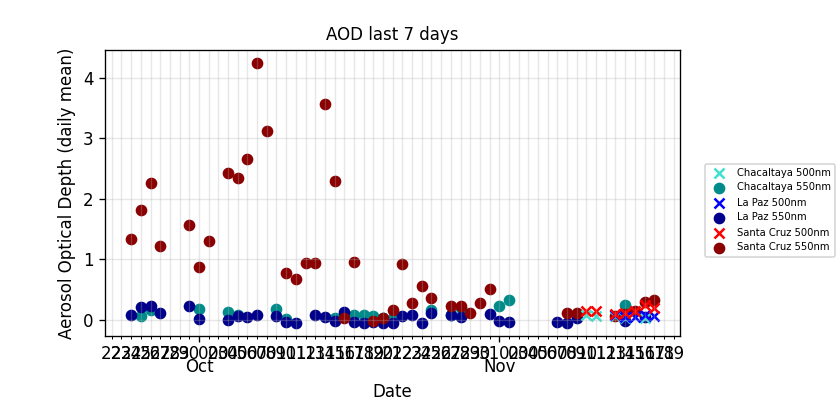 AOD last 7 days
Aerosol Optical Depth (daily mean)
4
3
2
1
0
Oct
Nov
Date
Chacaltaya 500nm
Chacaltaya 550nm
La Paz 500nm
La Paz 550nm
Santa Cruz 500nm
Santa Cruz 550nm